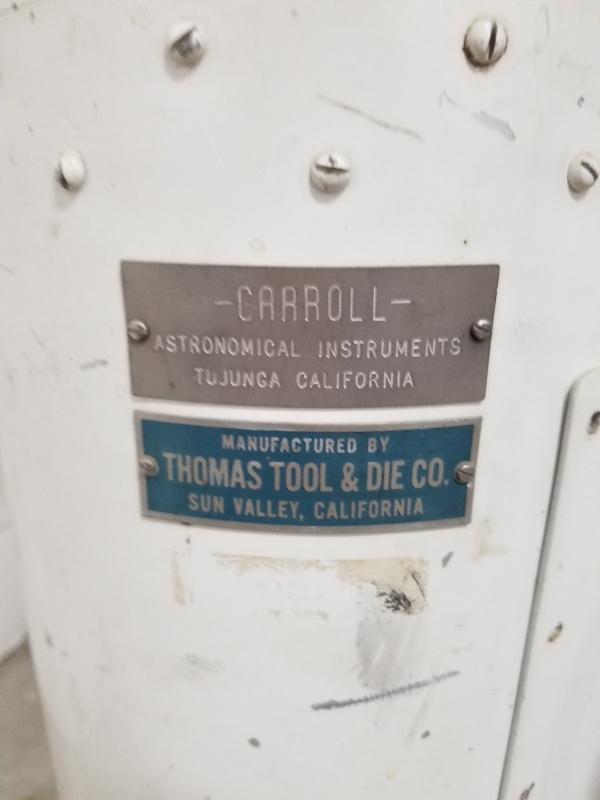 -CARROLL-
ASTRONOMICAL INSTRUMENTS
TUJUNGA CALIFORNIA
MANUFACTURED BY
THOMAS TOOL & DIE CO.
SUN VALLEY, CALIFORNIA